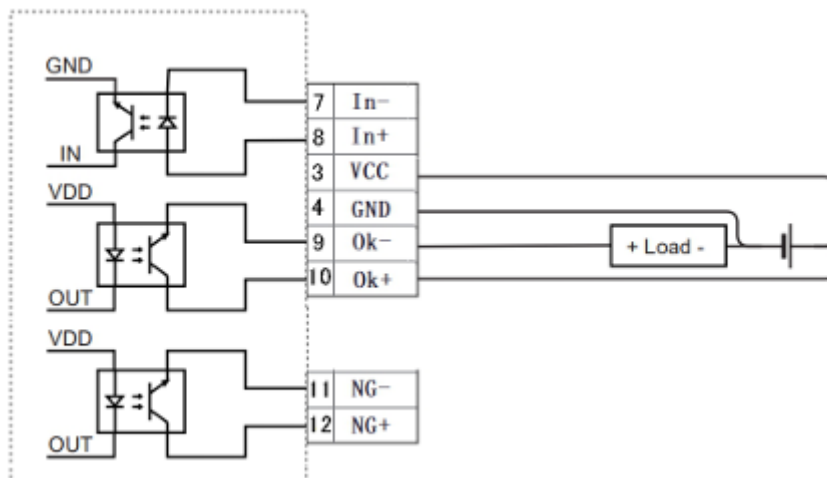 GND
IN
VDD
OUT
VDD
OUT
7 In-
8 In+
3 VCC
4 GND
9 Ok-
10 Ok+
11 NG-
12 NG+
+ Load -